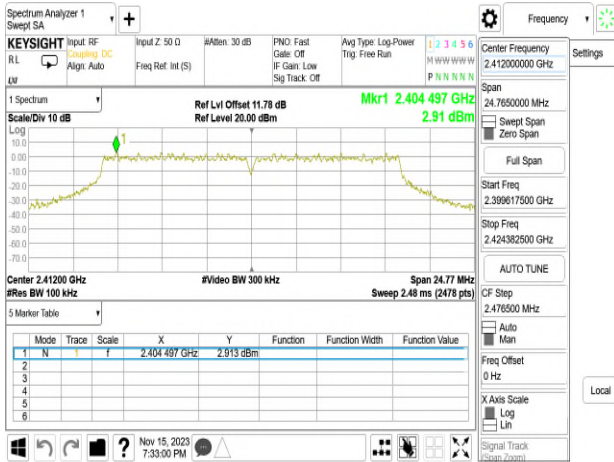 Spectrum Analyzer 1
Swept SA
Frequency
KEYSIGHT
RL
Input: RF
Coupling: DC
Align: Auto
Input Z: 50 Ω
Freq Ref: Int (S)
#Atten: 30 dB
PNO: Fast
Gate: Off
IF Gain: Low
Sig Track: Off
Avg Type: Log-Power
Trig: Free Run
1 2 3 4 5 6
M W W W W W
P N N N N N
1 Spectrum
Scale/Div 10 dB
Ref Lvl Offset 11.78 dB
Ref Level 20.00 dBm
Mkr1 2.404 497 GHz
2.91 dBm
Log
1
10.0
0.00
-10.0
-20.0
-30.0
-40.0
-50.0
-60.0
-70.0
Center 2.41200 GHz
#Res BW 100 kHz
#Video BW 300 kHz
Span 24.77 MHz
Sweep 2.48 ms (2478 pts)
5 Marker Table
Mode Trace Scale X Y Function Function Width Function Value
1 N 1 f 2.404 497 GHz 2.913 dBm
2
3
4
5
6
Nov 15, 2023
7:33:00 PM
Center Frequency
2.412000000 GHz
Settings
Span
24.7650000 MHz
Swept Span
Zero Span
Full Span
Start Freq
2.399617500 GHz
Stop Freq
2.424382500 GHz
AUTO TUNE
CF Step
2.476500 MHz
Auto
Man
Freq Offset
0 Hz
X Axis Scale
Log
Lin
Local
Signal Track
(Span Zoom)